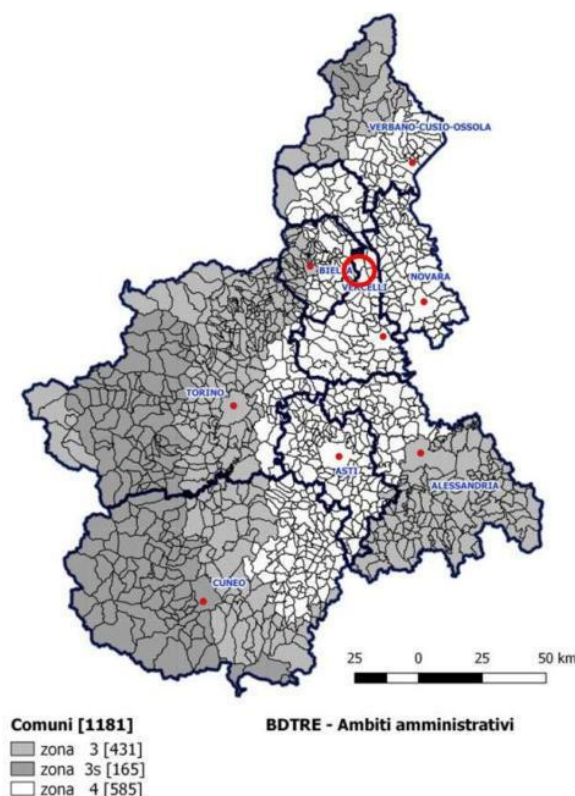 VERBANO-CUSIO-OSSOLA
BIELLA
NOVARA
VERCELLI
TORINO
ASTI
ALESSANDRIA
CUNEO
25 0 25 50 km
Comuni [1181]
BDTRE - Ambiti amministrativi
zona 3 [431]
zona 3s [165]
zona 4 [585]